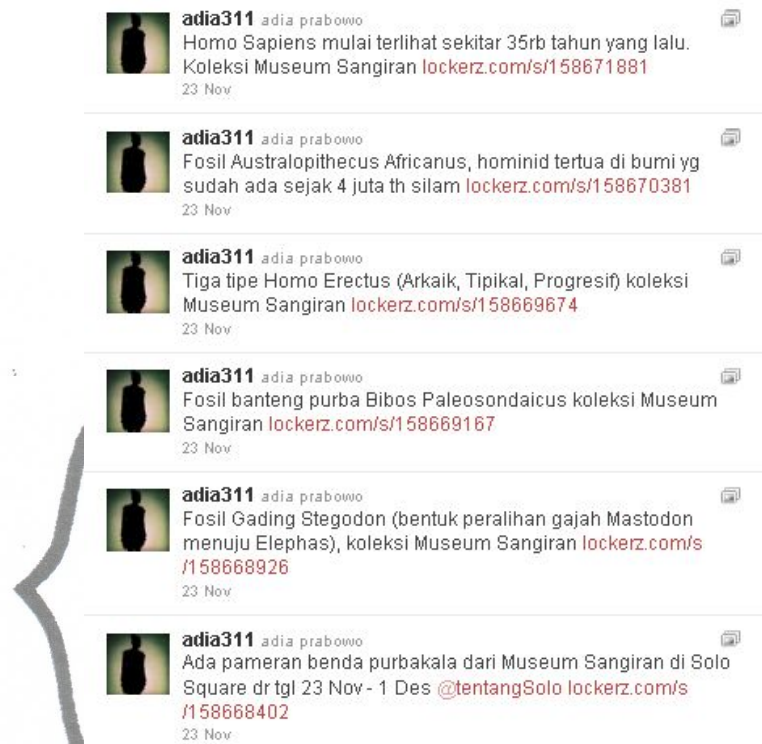 adia311 adia prabowo
Homo Sapiens mulai terlihat sekitar 35rb tahun yang lalu.
Koleksi Museum Sangiran lockerz.com/s/158671881
23 Nov
adia311 adia prabowo
Fosil Australopithecus Africanus, hominid tertua di bumi yg
sudah ada sejak 4 juta th silam lockerz.com/s/158670381
23 Nov
adia311 adia prabowo
Tiga tipe Homo Erectus (Arkaik, Tipikal, Progresif) koleksi
Museum Sangiran lockerz.com/s/158669674
23 Nov
adia311 adia prabowo
Fosil banteng purba Bibos Paleosondaicus koleksi Museum
Sangiran lockerz.com/s/158669167
23 Nov
adia311 adia prabowo
Fosil Gading Stegodon (bentuk peralihan gajah Mastodon
menuju Elephas), koleksi Museum Sangiran lockerz.com/s
/158668926
23 Nov
adia311 adia prabowo
Ada pameran benda purbakala dari Museum Sangiran di Solo
Square dr tgl 23 Nov - 1 Des @tentangSolo lockerz.com/s
/158668402
23 Nov